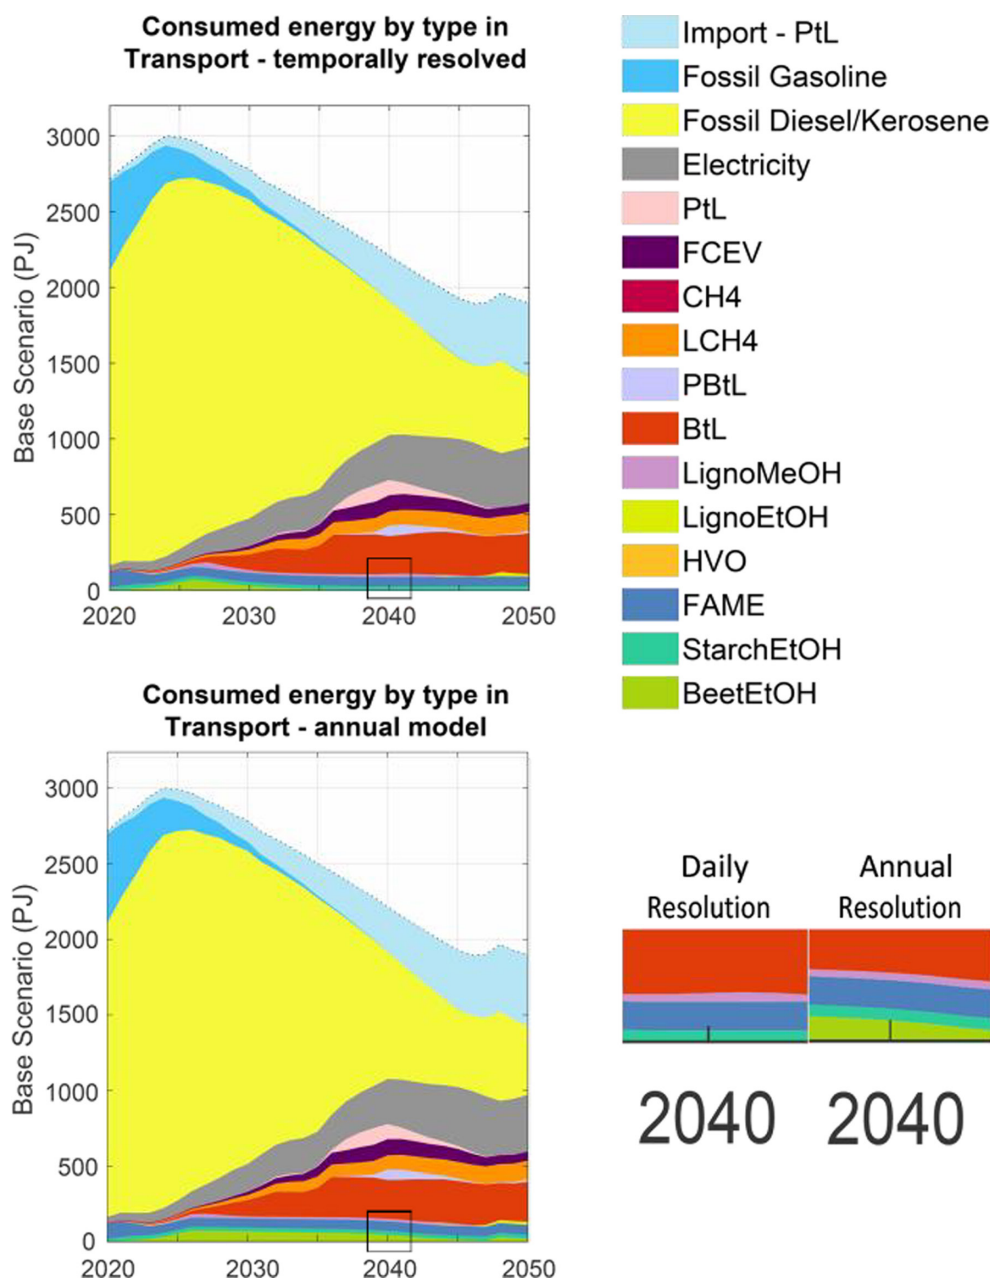 Consumed energy by type in
Transport - temporally resolved
Base Scenario (PJ)
3000
2500
2000
1500
1000
500
0
2020
2030
2040
2050
Import - PtL
Fossil Gasoline
Fossil Diesel/Kerosene
Electricity
PtL
FCEV
CH4
LCH4
PBtL
BtL
LignoMeOH
LignoEtOH
HVO
FAME
StarchEtOH
BeetEtOH
Consumed energy by type in
Transport - annual model
Base Scenario (PJ)
3000
2500
2000
1500
1000
500
0
2020
2030
2040
2050
Daily
Resolution
Annual
Resolution
2040
2040